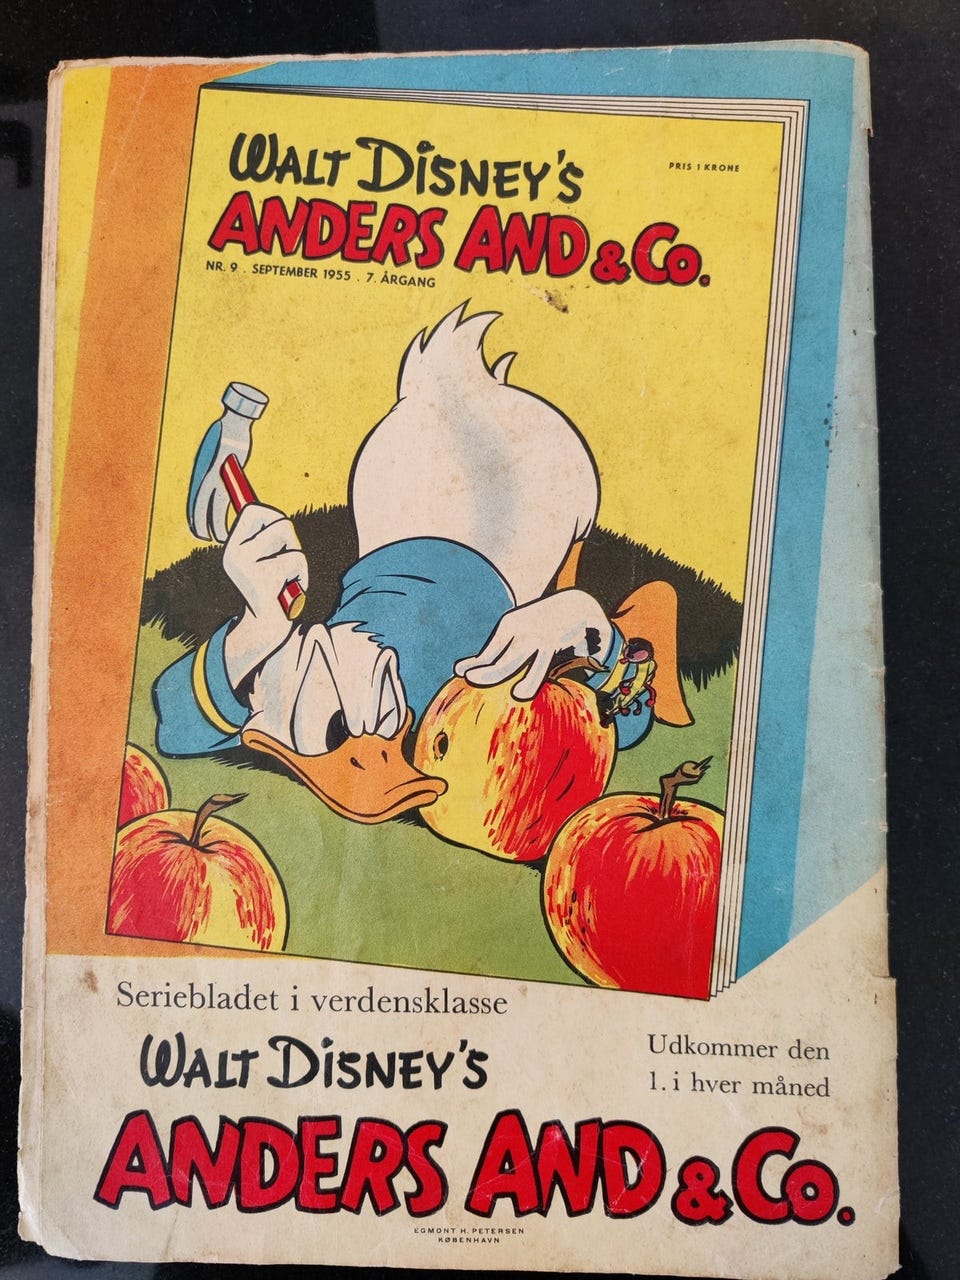 WALT DISNEY'S
PRIS 1 KRONE
ANDERS AND & Co.
NR. 9 . SEPTEMBER 1955 . 7. ÅRGANG
Seriebladet i verdensklasse
WALT DISNEY'S
Udkommer den
1. i hver måned
ANDERS AND & Co.
EGMONT H. PETERSEN
KØBENHAVN